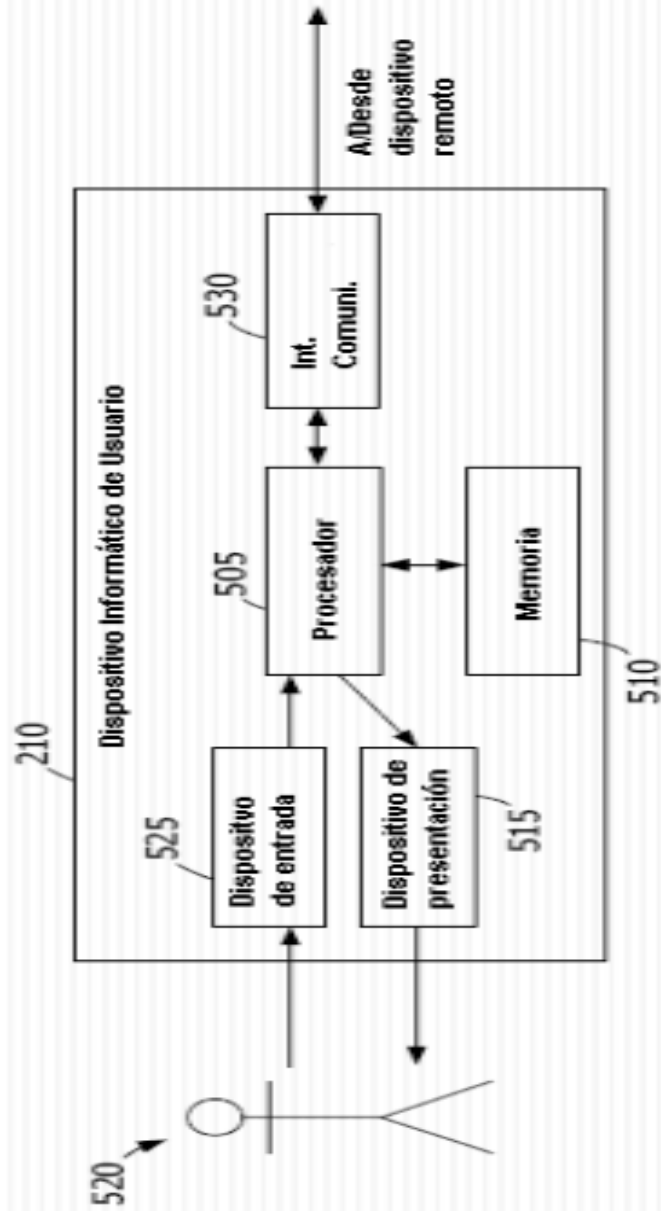 210
Dispositivo Informático de Usuario
520
525
Dispositvo
de entrada
505
Procesador
530
Int.
Comuni.
A/Desde
dispositivo
remoto
Dispositivo de
presentación
515
Memoria
510